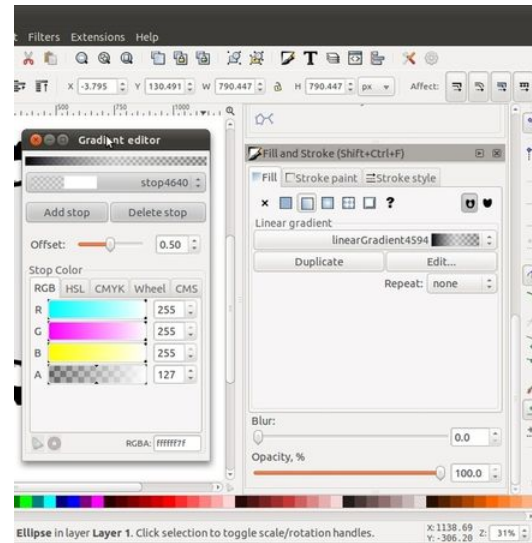 Filters Extensions Help
X -3.795 Y 130.491 W 790.447 H 790.447 px Affect:
500 750 1000
Gradient editor
stop4640
Add stop Delete stop
Offset: 0.50
Stop Color
RGB HSL CMYK Wheel CMS
R 255
G 255
B 255
A 127
RGBA: ffffff7f
Fill and Stroke (Shift+Ctrl+F)
Fill Stroke paint Stroke style
?
Linear gradient
linearGradient4594
Duplicate Edit...
Repeat: none
Blur:
0.0
Opacity, %
100.0
Ellipse in layer Layer 1. Click selection to toggle scale/rotation handles.
X: 1138.69
Y: -306.20
Z: 31%